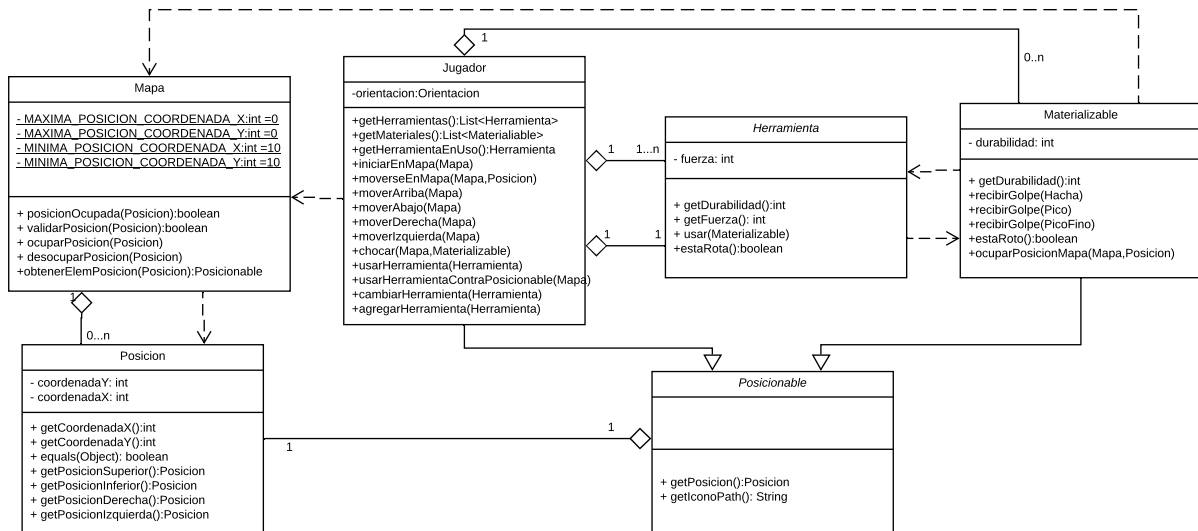 Mapa
- MAXIMA_POSICION_COORDENADA_X:int =0
- MAXIMA_POSICION_COORDENADA_Y:int =0
- MINIMA_POSICION_COORDENADA_X:int =10
- MINIMA_POSICION_COORDENADA_Y:int =10
+ posicionOcupada(Posicion):boolean
+ validarPosicion(Posicion):boolean
+ ocuparPosicion(Posicion)
+ desocuparPosicion(Posicion)
+obtenerElemPosicion(Posicion):Posicionable
1
0...n
Jugador
-orientacion:Orientacion
+getHerramientas():List<Herramienta>
+getMateriales():List<Materialiable>
+getHerramientaEnUso():Herramienta
+iniciarEnMapa(Mapa)
+moverseEnMapa(Mapa,Posicion)
+moverArriba(Mapa)
+moverAbajo(Mapa)
+moverDerecha(Mapa)
+moverIzquierda(Mapa)
+chocar(Mapa,Materializable)
+usarHerramienta(Herramienta)
+usarHerramientaContraPosicionable(Mapa)
+cambiarHerramienta(Herramienta)
+agregarHerramienta(Herramienta)
1
0..n
1
1...n
1
1
Herramienta
- fuerza: int
+ getDurabilidad():int
+ getFuerza(): int
+ usar(Materializable)
+estaRota():boolean
Materializable
- durabilidad: int
+ getDurabilidad():int
+recibirGolpe(Hacha)
+recibirGolpe(Pico)
+recibirGolpe(PicoFino)
+estaRoto():boolean
+ocuparPosicionMapa(Mapa,Posicion)
Posicion
- coordenadaY: int
- coordenadaX: int
+ getCoordenadaX():int
+ getCoordenadaY():int
+ equals(Object): boolean
+ getPosicionSuperior():Posicion
+ getPosicionInferior():Posicion
+ getPosicionDerecha():Posicion
+ getPosicionIzquierda():Posicion
1
1
Posicionable
+ getPosicion():Posicion
+ getIconoPath(): String